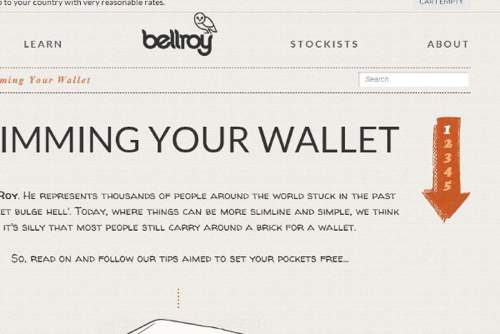 to your country with very reasonable rates.
CART EMPTY
LEARN
bellroy
STOCKISTS
ABOUT
ming Your Wallet
Search
IMMING YOUR WALLET
1
2
3
4
5
Roy. He represents thousands of people around the world stuck in the past
et bulge hell'. Today, where things can be more slimline and simple, we think
it's silly that most people still carry around a brick for a wallet.
So, read on and follow our tips aimed to set your pockets free...